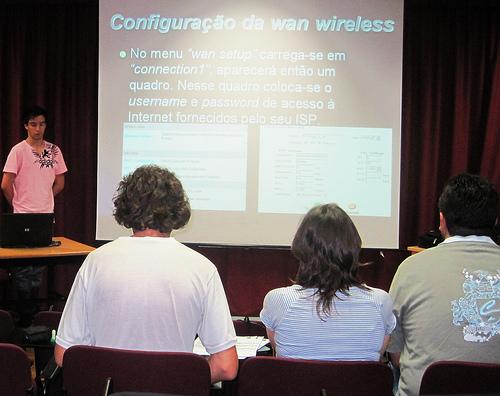 Configuração da wan wireless
No menu "wan setup" carrega-se em
"connection1", aparecerá então um
quadro. Nesse quadro coloca-se o
username e password de acesso à
Internet fornecidos pelo seu ISP.